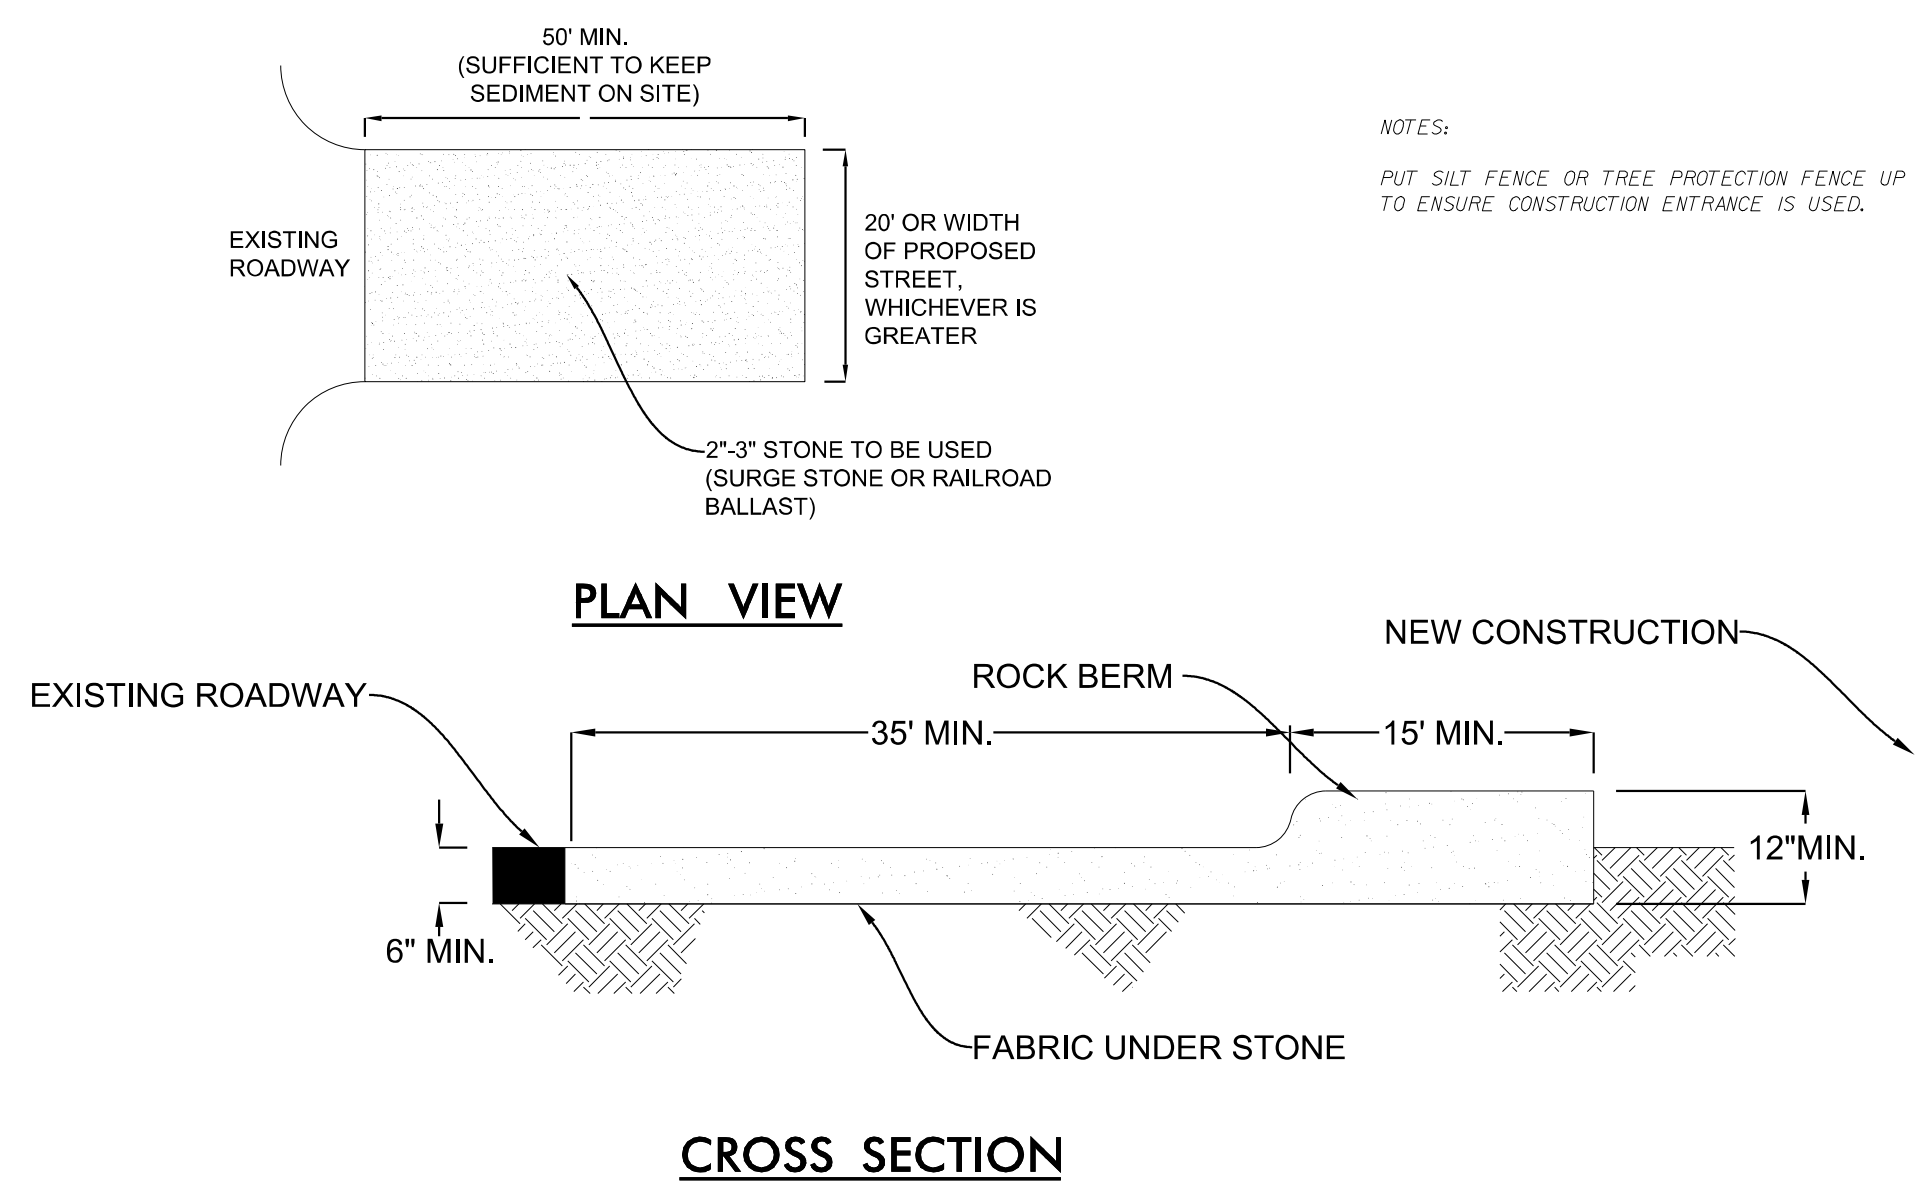 50' MIN.
(SUFFICIENT TO KEEP
SEDIMENT ON SITE)
NOTES:
PUT SILT FENCE OR TREE PROTECTION FENCE UP
TO ENSURE CONSTRUCTION ENTRANCE IS USED.
EXISTING
ROADWAY
20' OR WIDTH
OF PROPOSED
STREET,
WHICHEVER IS
GREATER
2"-3" STONE TO BE USED
(SURGE STONE OR RAILROAD
BALLAST)
PLAN VIEW
NEW CONSTRUCTION
ROCK BERM
EXISTING ROADWAY
35' MIN.
15' MIN.
12"MIN.
6" MIN.
FABRIC UNDER STONE
CROSS SECTION